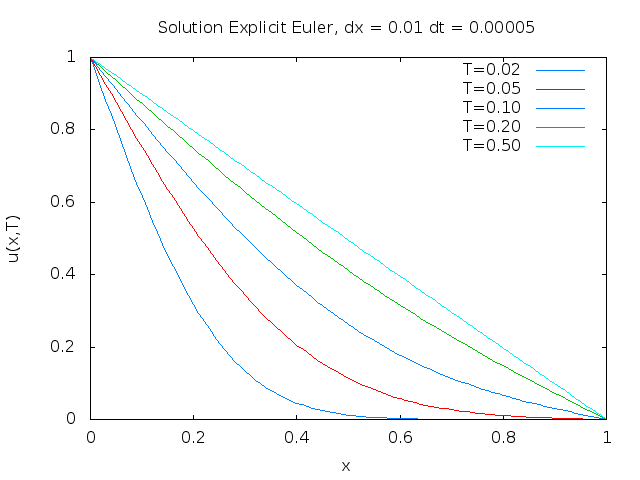 Solution Explicit Euler, dx = 0.01 dt = 0.00005
T=0.02
T=0.05
T=0.10
T=0.20
T=0.50
u(x,T)
1
0.8
0.6
0.4
0.2
0
0 0.2 0.4 0.6 0.8 1
x